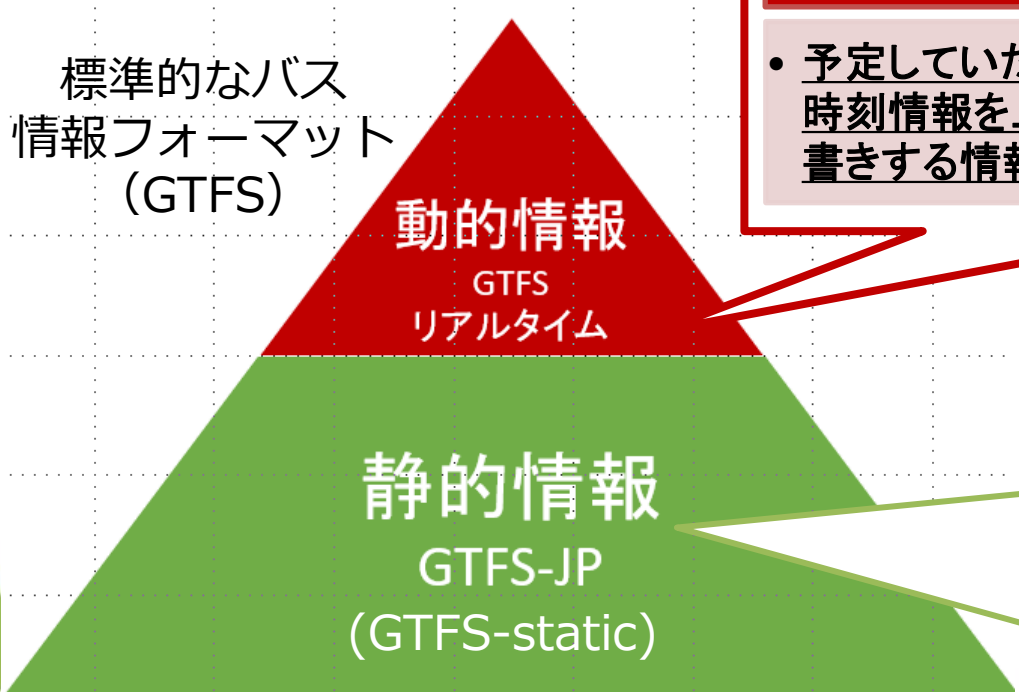 標準的なバス
情報フォーマット
（GTFS）
• 予定してい
時刻情報を
書きする情
動的情報
GTFS
リアルタイム
静的情報
GTFS-JP
(GTFS-static)